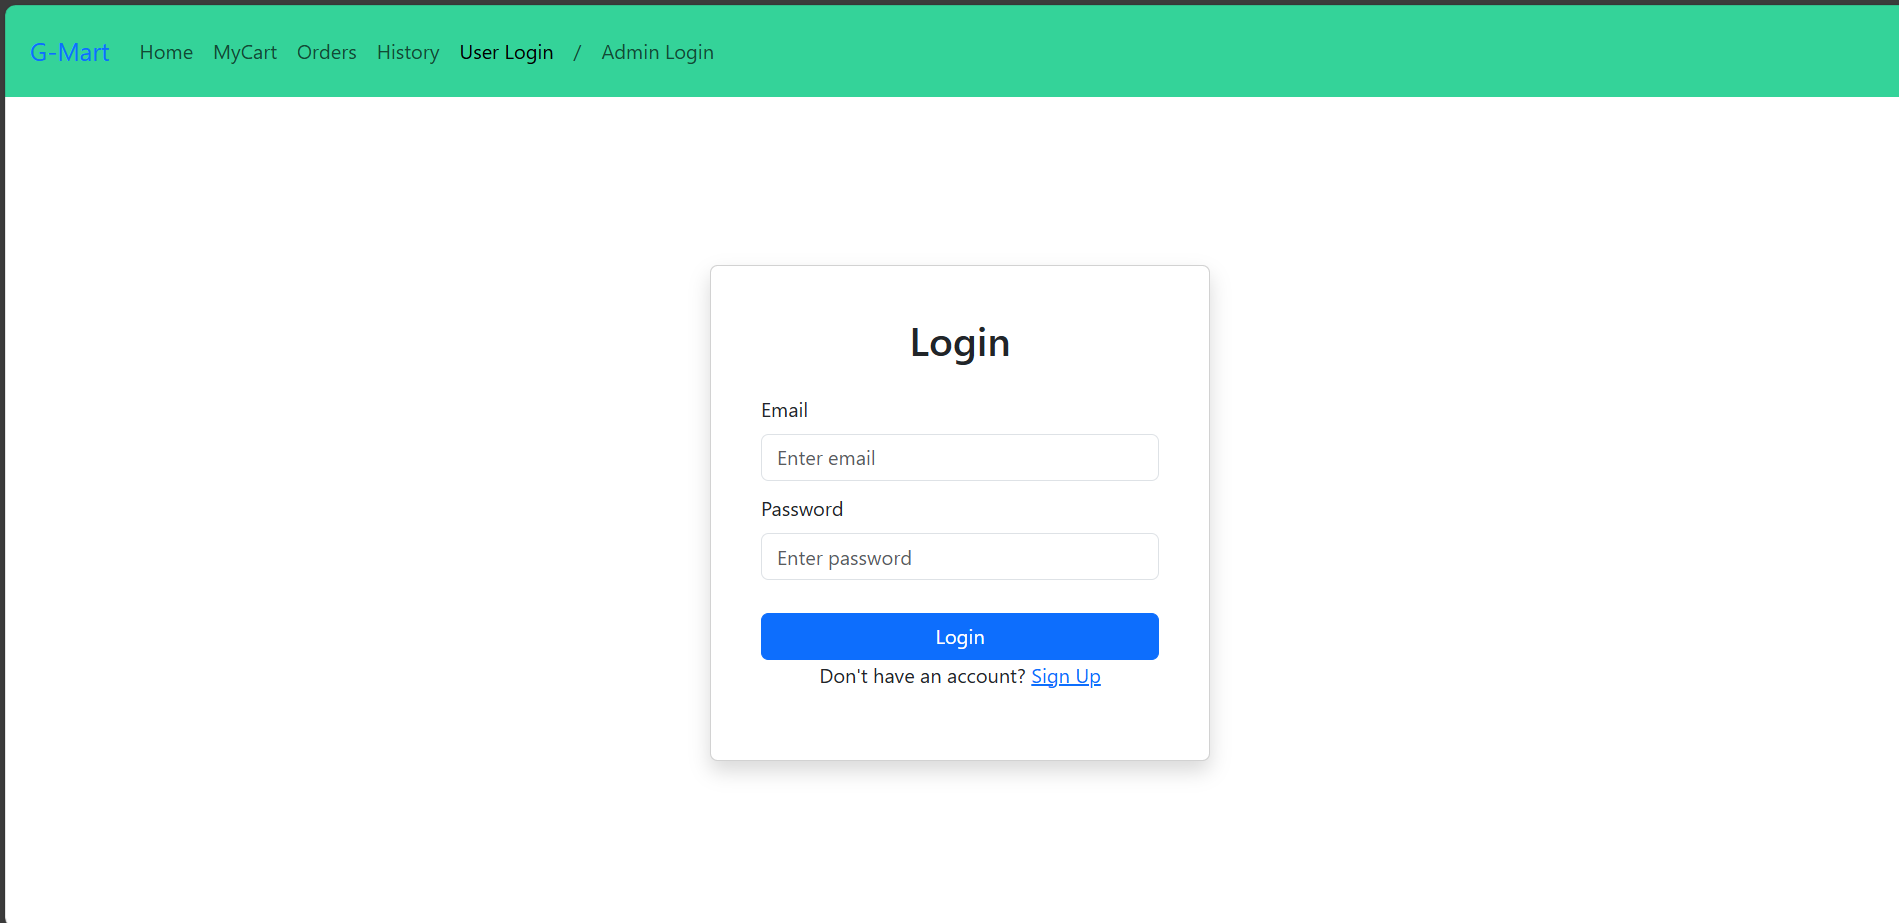 G-Mart Home MyCart Orders History User Login / Admin Login
Login
Email
Enter email
Password
Enter password
Login
Don't have an account? Sign Up